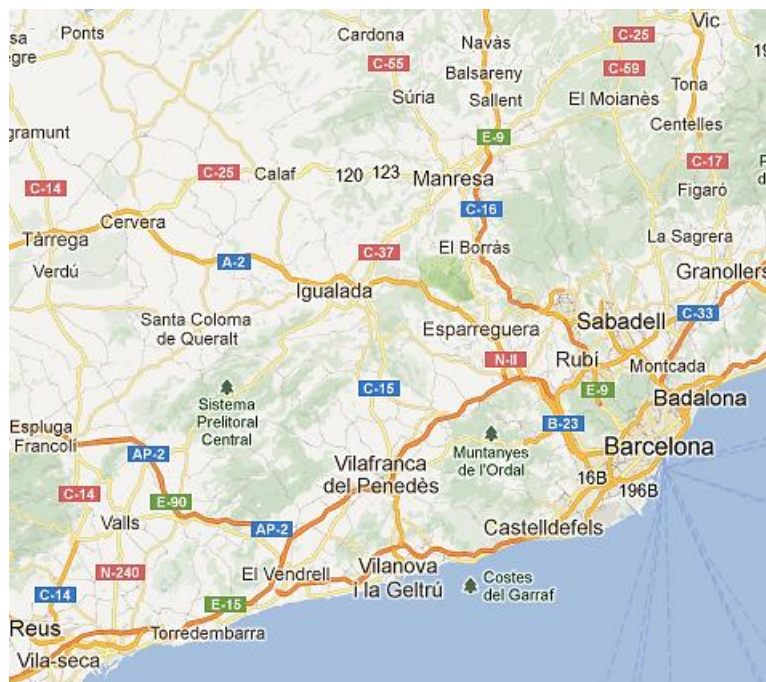 Ponts
Cardona
Vic
C-25
sa
egre
Navàs
C-55
Balsareny
C-59
Tona
Súria
Sallent
El Moianès
Centelles
gramunt
E-9
C-17
C-25
Calaf
120
123
Manresa
C-14
Figaró
C-16
Cervera
La Sagrera
Tàrrega
El Borràs
C-37
A-2
Verdú
Granollers
Igualada
C-33
Santa Coloma
de Queralt
Esparreguera
Sabadell
N-II
Rubí
Montcada
C-15
E-9
Sistema
Prelitoral
Central
Badalona
B-23
Espluga
Francolí
Muntanyes
de l'Ordal
Barcelona
AP-2
Vilafranca
del Penedès
16B
196B
C-14
E-90
Valls
AP-2
Castelldefels
N-240
El Vendrell
Vilanova
i la Geltrú
Costes
del Garraf
C-14
E-15
Reus
Torredembarra
Vila-seca